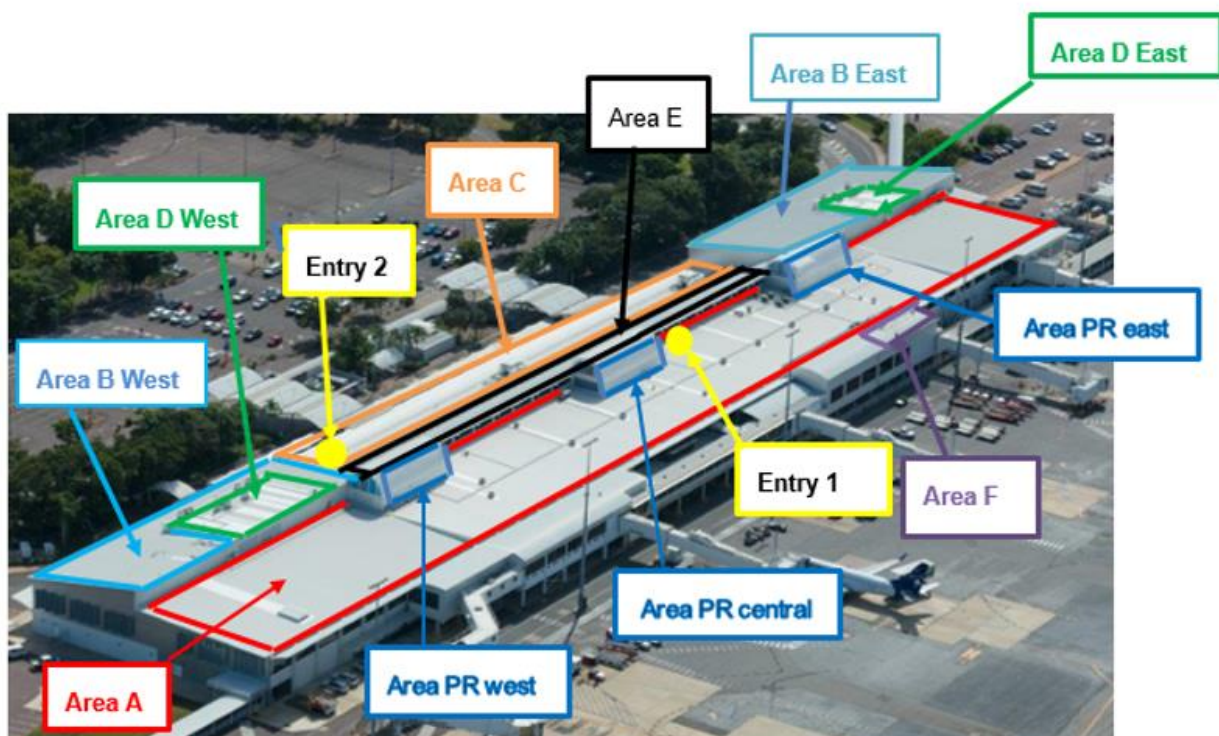 Area D East
Area B East
Area E
Area C
Area D West
Entry 2
Area PR east
Area B West
Entry 1
Area F
Area PR central
Area PR west
Area A